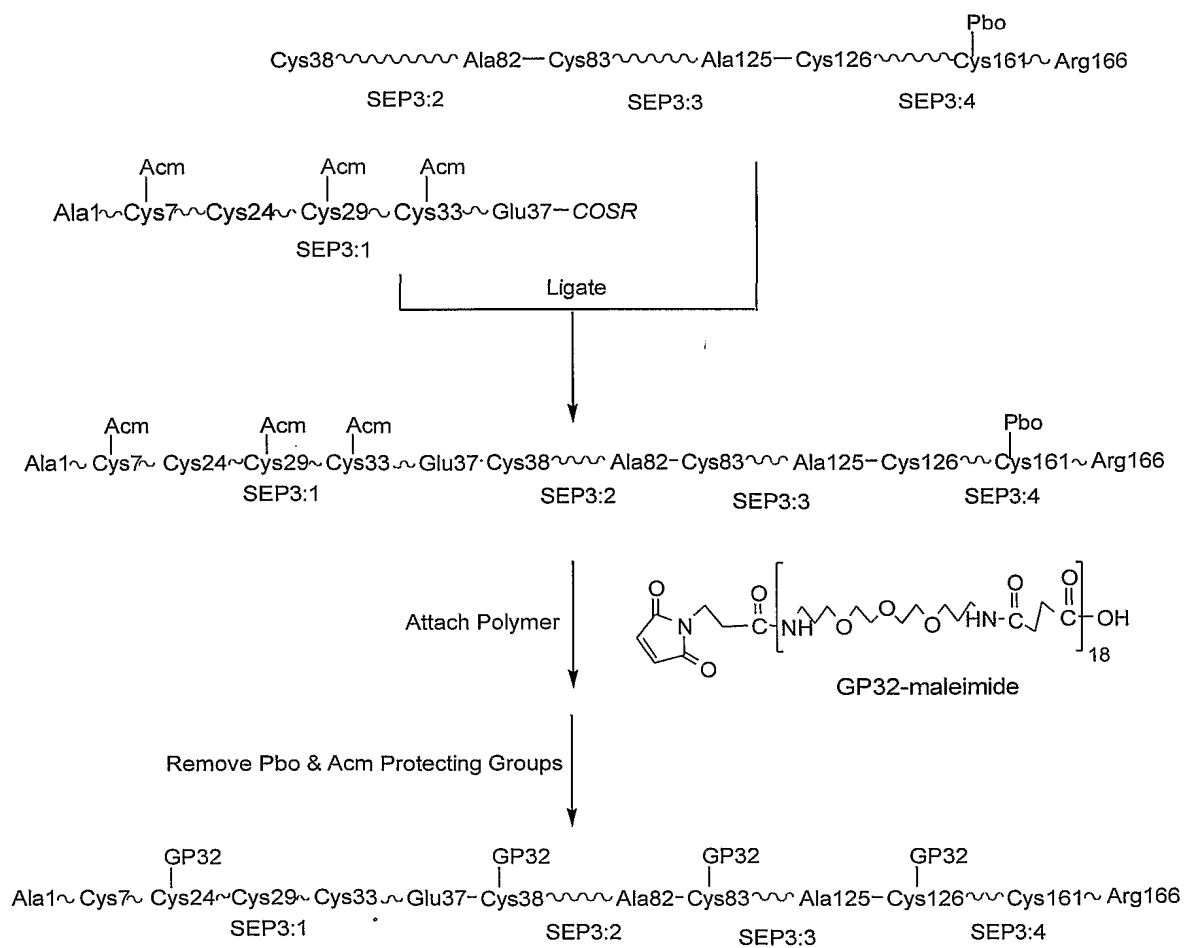 Pbo
Cys38 Ala82 Cys83 Ala125 Cys126 Cys161 Arg166
SEP3:2 SEP3:3 SEP3:4
Acm Acm Acm
Ala1 Cys7 Cys24 Cys29 Cys33 Glu37 COSR
SEP3:1
Ligate
Acm Acm Acm Pbo
Ala1 Cys7 Cys24 Cys29 Cys33 Glu37 Cys38 Ala82 Cys83 Ala125 Cys126 Cys161 Arg166
SEP3:1 SEP3:2 SEP3:3 SEP3:4
Attach Polymer
O O O O
N C NH O O O HN C C OH
O
18
GP32-maleimide
Remove Pbo & Acm Protecting Groups
GP32 GP32 GP32 GP32
Ala1 Cys7 Cys24 Cys29 Cys33 Glu37 Cys38 Ala82 Cys83 Ala125 Cys126 Cys161 Arg166
SEP3:1 SEP3:2 SEP3:3 SEP3:4